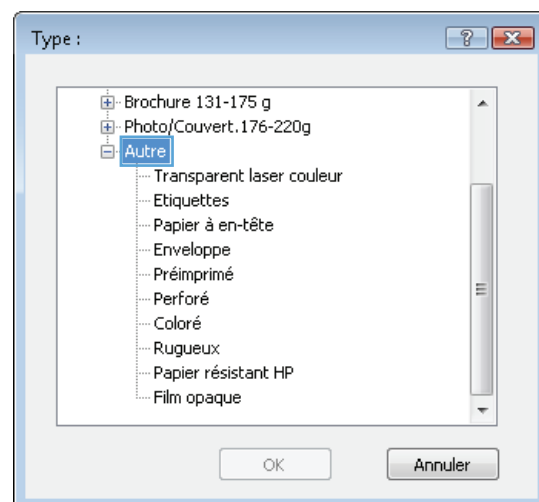 Type :
Brochure 131-175 g
Photo/Couvert.176-220g
Autre
Transparent laser couleur
Etiquettes
Papier à en-tête
Enveloppe
Préimprimé
Perforé
Coloré
Rugueux
Papier résistant HP
Film opaque
OK Annuler